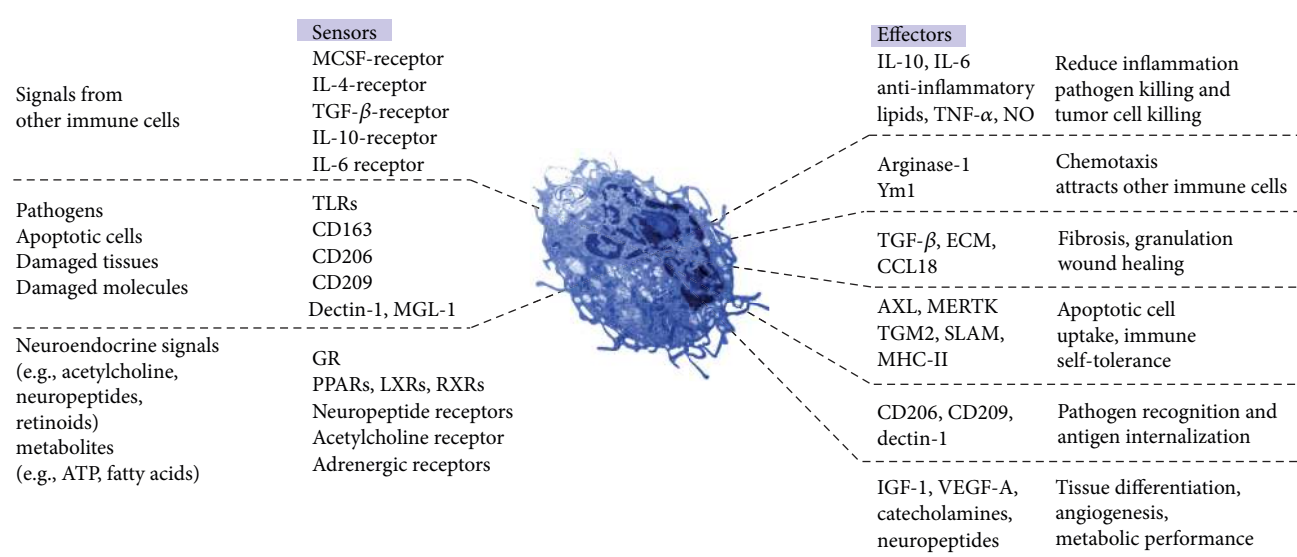 Sensors
Signals from
other immune cells
MCSF-receptor
IL-4-receptor
TGF-β-receptor
IL-10-receptor
IL-6 receptor
Pathogens
Apoptotic cells
Damaged tissues
Damaged molecules
TLRs
CD163
CD206
CD209
Dectin-1, MGL-1
Neuroendocrine signals
(e.g., acetylcholine,
neuropeptides,
retinoids)
metabolites
(e.g., ATP, fatty acids)
GR
PPARs, LXRs, RXRs
Neuropeptide receptors
Acetylcholine receptor
Adrenergic receptors
Effectors
IL-10, IL-6
anti-inflammatory
lipids, TNF-α, NO
Reduce inflammation
pathogen killing and
tumor cell killing
Arginase-1
Ym1
Chemotaxis
attracts other immune cells
TGF-β, ECM,
CCL18
Fibrosis, granulation
wound healing
AXL, MERTK
TGM2, SLAM,
MHC-II
Apoptotic cell
uptake, immune
self-tolerance
CD206, CD209,
dectin-1
Pathogen recognition and
antigen internalization
IGF-1, VEGF-A,
catecholamines,
neuropeptides
Tissue differentiation,
angiogenesis,
metabolic performance